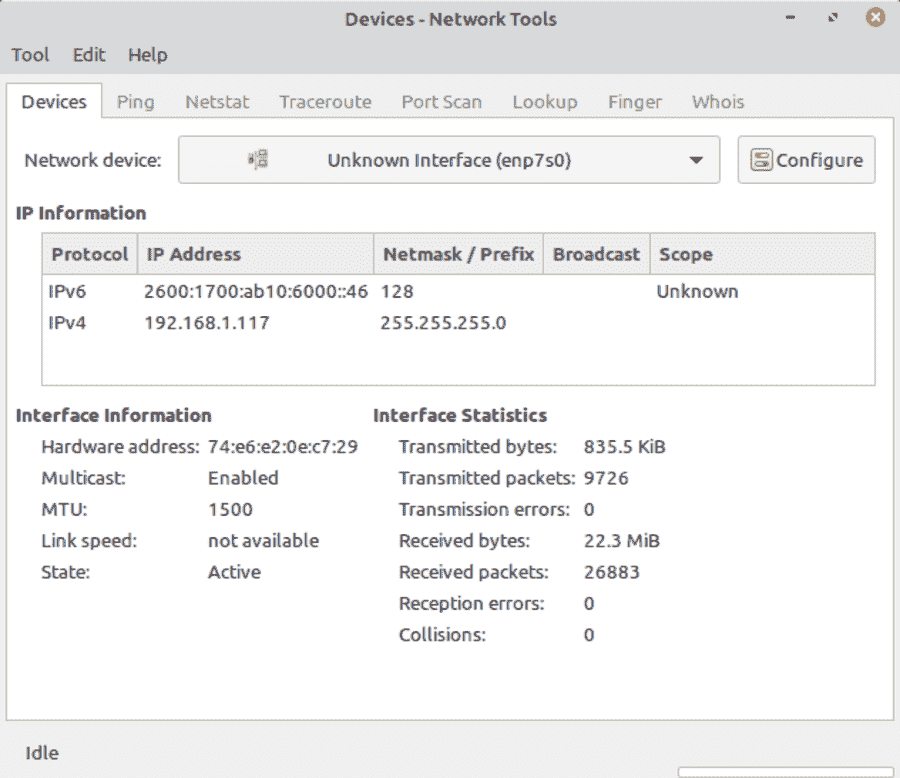 Devices - Network Tools
Tool Edit Help
Devices Ping Netstat Traceroute Port Scan Lookup Finger Whois
Network device: Unknown Interface (enp7s0) Configure
IP Information
Protocol IP Address Netmask / Prefix Broadcast Scope
IPv6 2600:1700:ab10:6000::46 128 Unknown
IPv4 192.168.1.117 255.255.255.0
Interface Information Interface Statistics
Hardware address: 74:e6:e2:0e:c7:29 Transmitted bytes: 835.5 KiB
Multicast: Enabled Transmitted packets: 9726
MTU: 1500 Transmission errors: 0
Link speed: not available Received bytes: 22.3 MiB
State: Active Received packets: 26883
Reception errors: 0
Collisions: 0
Idle